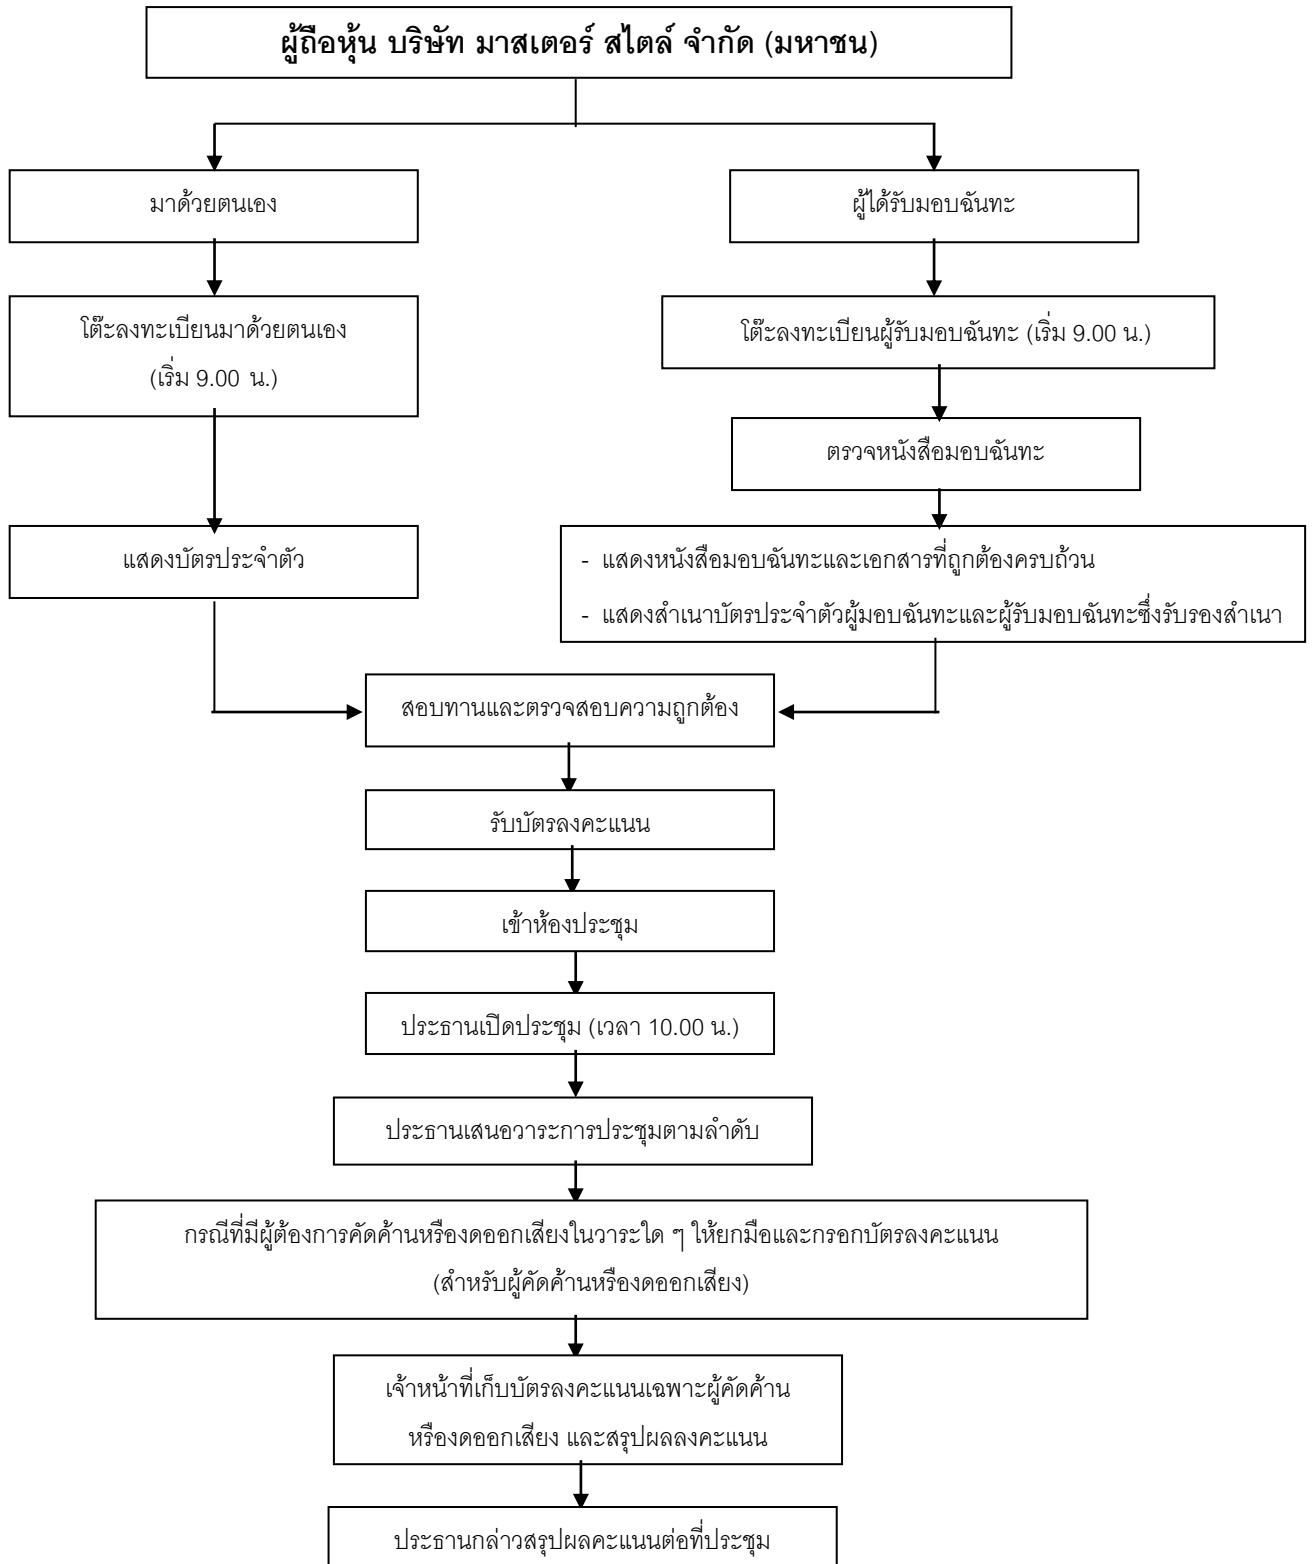 ผู้ถือหุ้น บริษัท มาสเตอร์ สไตล์ จำกัด (มหาชน)
มาด้วยตนเอง
ผู้ได้รับมอบฉันทะ
โต๊ะลงทะเบียนมาด้วยตนเอง
(เริ่ม 9.00 น.)
โต๊ะลงทะเบียนผู้รับมอบฉันทะ (เริ่ม 9.00 น.)
ตรวจหนังสือมอบฉันทะ
แสดงบัตรประจำตัว
- แสดงหนังสือมอบฉันทะและเอกสารที่ถูกต้องครบถ้วน
- แสดงสำเนาบัตรประจำตัวผู้มอบฉันทะและผู้รับมอบฉันทะซึ่งรับรองสำเนา
สอบทานและตรวจสอบความถูกต้อง
รับบัตรลงคะแนน
เข้าห้องประชุม
ประธานเปิดประชุม (เวลา 10.00 น.)
ประธานเสนอวาระการประชุมตามลำดับ
กรณีที่มีผู้ต้องการคัดค้านหรืองดออกเสียงในวาระใด ๆ ให้ยกมือและกรอกบัตรลงคะแนน
(สำหรับผู้คัดค้านหรืองดออกเสียง)
เจ้าหน้าที่เก็บบัตรลงคะแนนเฉพาะผู้คัดค้าน
หรืองดออกเสียง และสรุปผลลงคะแนน
ประธานกล่าวสรุปผลคะแนนต่อที่ประชุม